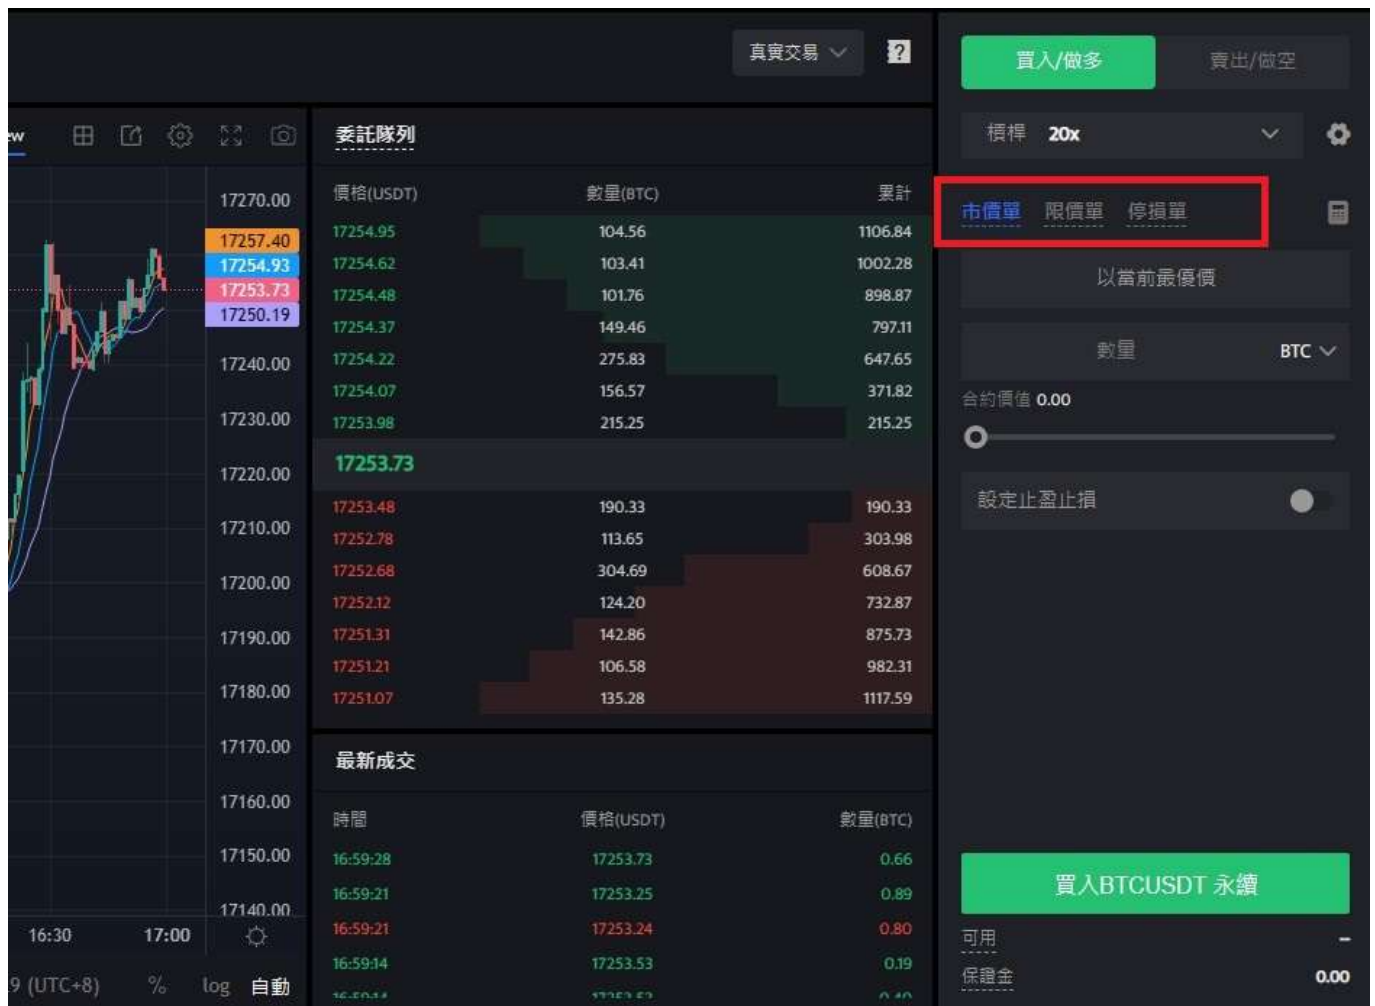 真實交易
?
ew
17270.00
17257.40
17254.93
17253.73
17250.19
17240.00
17230.00
17220.00
17210.00
17200.00
17190.00
17180.00
17170.00
17160.00
17150.00
17140.00
16:30 17:00
9 (UTC+8) % log 自動
委託隊列
價格(USDT) 數量(BTC) 累計
17254.95 104.56 1106.84
17254.62 103.41 1002.28
17254.48 101.76 898.87
17254.37 149.46 797.11
17254.22 275.83 647.65
17254.07 156.57 371.82
17253.98 215.25 215.25
17253.73
17253.48 190.33 190.33
17252.78 113.65 303.98
17252.68 304.69 608.67
17252.12 124.20 732.87
17251.31 142.86 875.73
17251.21 106.58 982.31
17251.07 135.28 1117.59
最新成交
時間 價格(USDT) 數量(BTC)
16:59:28 17253.73 0.66
16:59:21 17253.25 0.89
16:59:21 17253.24 0.80
16:59:14 17253.53 0.19
買入/做多 賣出/做空
槓桿 20x
市價單 限價單 停損單
以當前最優價
數量 BTC
合約價值 0.00
設定止盈止損
買入BTCUSDT 永續
可用 --
保證金 0.00